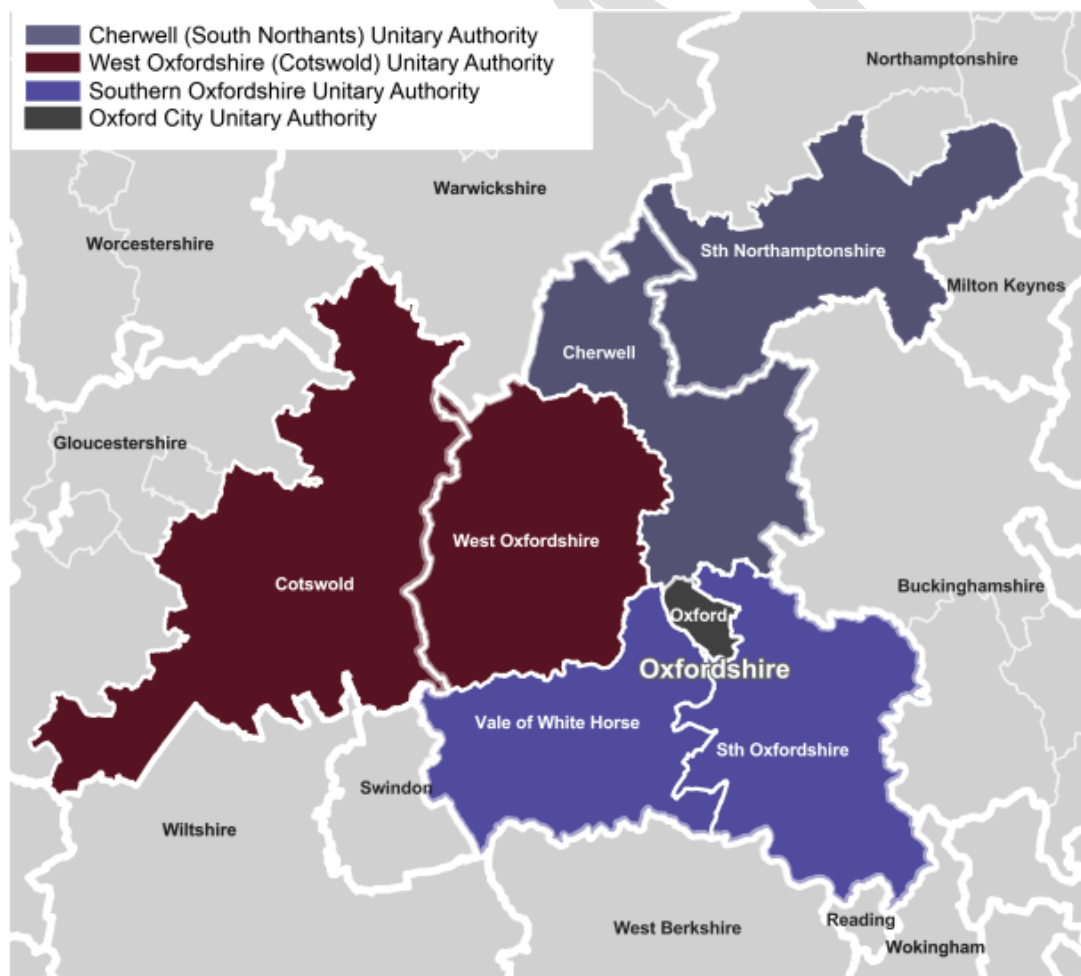 Cherwell (South Northants) Unitary Authority
West Oxfordshire (Cotswold) Unitary Authority
Southern Oxfordshire Unitary Authority
Oxford City Unitary Authority
Northamptonshire
Warwickshire
Worcestershire
Sth Northamptonshire
Milton Keynes
Cherwell
Gloucestershire
West Oxfordshire
Cotswold
Buckinghamshire
Oxford
Oxfordshire
Vale of White Horse
Sth Oxfordshire
Swindon
Wiltshire
Reading
West Berkshire
Wokingham